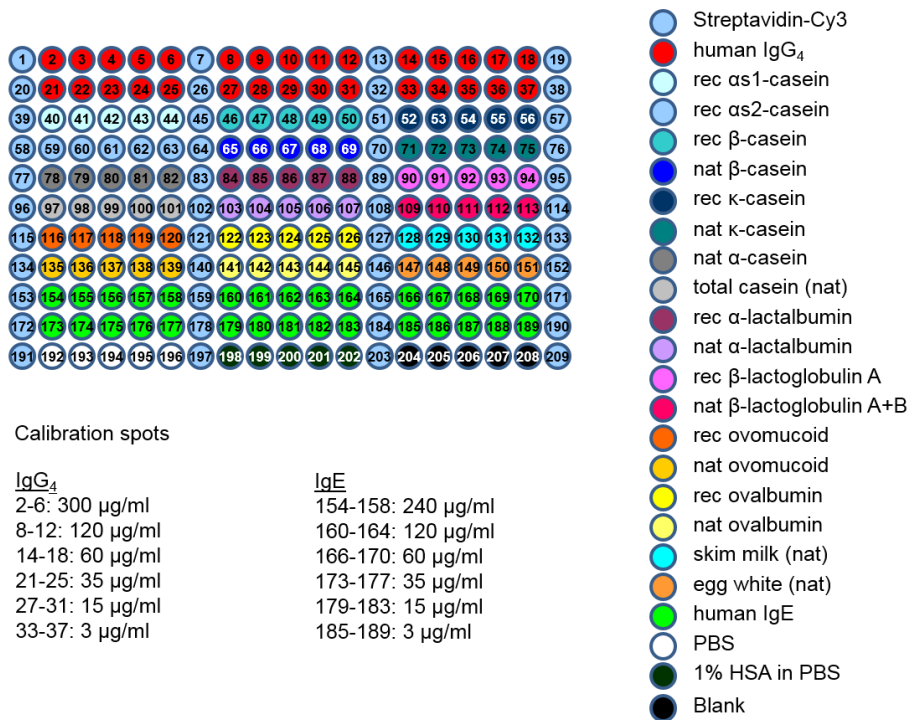 1 2 3 4 5 6 7 8 9 10 11 12 13 14 15 16 17 18 19
20 21 22 23 24 25 26 27 28 29 30 31 32 33 34 35 36 37 38
39 40 41 42 43 44 45 46 47 48 49 50 51 52 53 54 55 56 57
58 59 60 61 62 63 64 65 66 67 68 69 70 71 72 73 74 75 76
77 78 79 80 81 82 83 84 85 86 87 88 89 90 91 92 93 94 95
96 97 98 99 100 101 102 103 104 105 106 107 108 109 110 111 112 113 114
115 116 117 118 119 120 121 122 123 124 125 126 127 128 129 130 131 132 133
134 135 136 137 138 139 140 141 142 143 144 145 146 147 148 149 150 151 152
153 154 155 156 157 158 159 160 161 162 163 164 165 166 167 168 169 170 171
172 173 174 175 176 177 178 179 180 181 182 183 184 185 186 187 188 189 190
191 192 193 194 195 196 197 198 199 200 201 202 203 204 205 206 207 208 209
Calibration spots
IgG₄
2-6: 300 µg/ml
8-12: 120 µg/ml
14-18: 60 µg/ml
21-25: 35 µg/ml
27-31: 15 µg/ml
33-37: 3 µg/ml
IgE
154-158: 240 µg/ml
160-164: 120 µg/ml
166-170: 60 µg/ml
173-177: 35 µg/ml
179-183: 15 µg/ml
185-189: 3 µg/ml
Streptavidin-Cy3
human IgG₄
rec αs1-casein
rec αs2-casein
rec β-casein
nat β-casein
rec κ-casein
nat κ-casein
nat α-casein
total casein (nat)
rec α-lactalbumin
nat α-lactalbumin
rec β-lactoglobulin A
nat β-lactoglobulin A+B
rec ovomucoid
nat ovomucoid
rec ovalbumin
nat ovalbumin
skim milk (nat)
egg white (nat)
human IgE
PBS
1% HSA in PBS
Blank